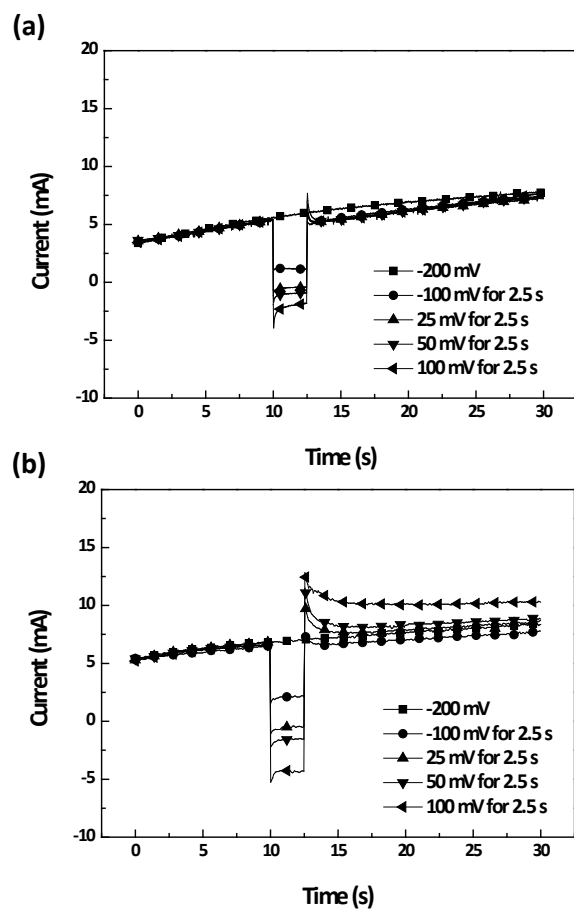 (a)
20
15
10
5
0
-5
-10
Current (mA)
-200 mV
-100 mV for 2.5 s
25 mV for 2.5 s
50 mV for 2.5 s
100 mV for 2.5 s
0 5 10 15 20 25 30
Time (s)
(b)
20
15
10
5
0
-5
-10
Current (mA)
-200 mV
-100 mV for 2.5 s
25 mV for 2.5 s
50 mV for 2.5 s
100 mV for 2.5 s
0 5 10 15 20 25 30
Time (s)